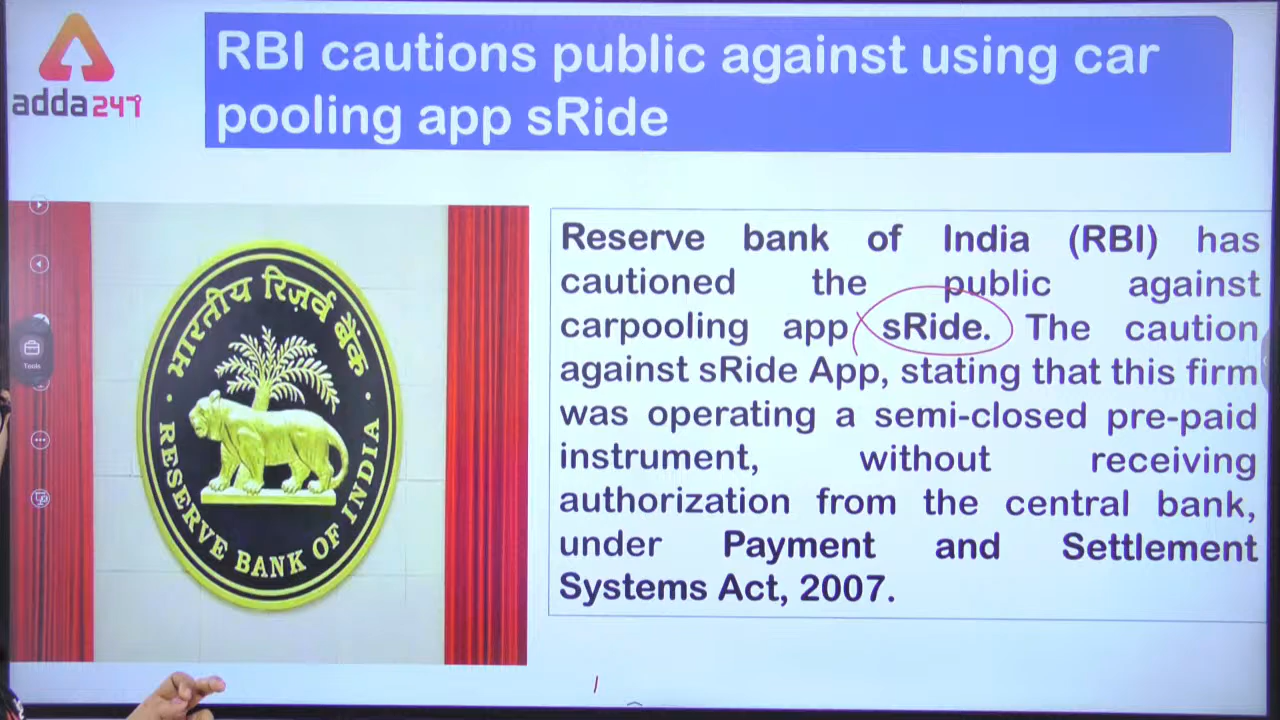 adda247
RBI cautions public against using car
pooling app sRide
भारतीय रिज़र्व बैंक
RESERVE BANK OF INDIA
Reserve bank of India (RBI) has
cautioned the public against
carpooling app sRide. The caution
against sRide App, stating that this firm
was operating a semi-closed pre-paid
instrument, without receiving
authorization from the central bank,
under Payment and Settlement
Systems Act, 2007.
Tools